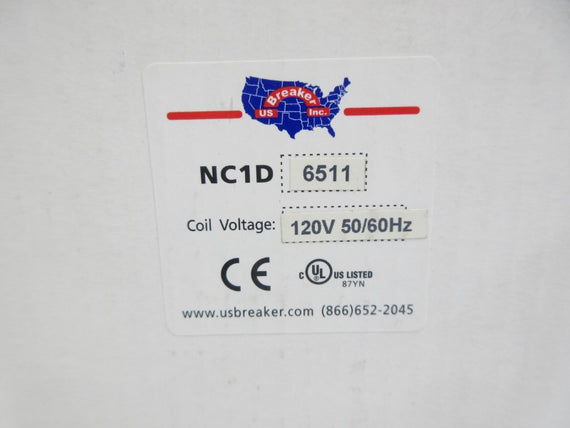 Breaker
US Inc.
NC1D 6511
Coil Voltage: 120V 50/60Hz
CE c UL US LISTED
®
87YN
www.usbreaker.com (866)652-2045